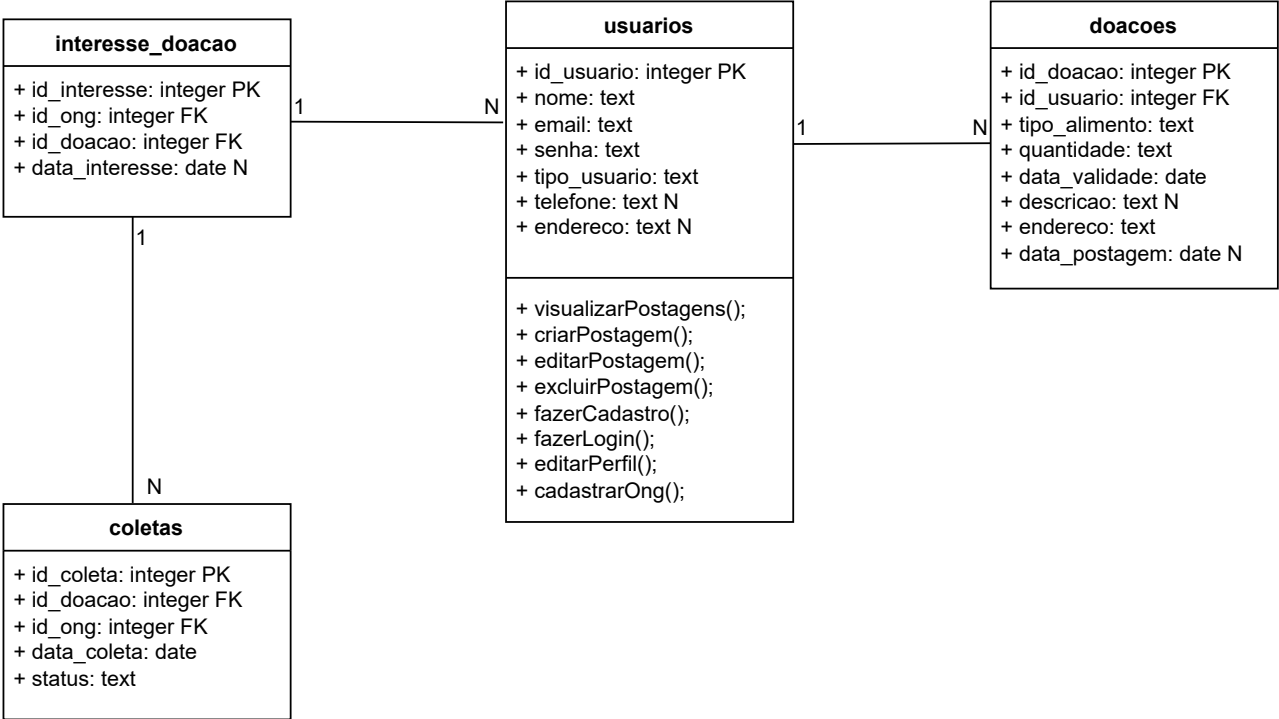 interesse_doacao
+ id_interesse: integer PK
+ id_ong: integer FK
+ id_doacao: integer FK
+ data_interesse: date N
1
N
usuarios
+ id_usuario: integer PK
+ nome: text
+ email: text
+ senha: text
+ tipo_usuario: text
+ telefone: text N
+ endereco: text N
+ visualizarPostagens();
+ criarPostagem();
+ editarPostagem();
+ excluirPostagem();
+ fazerCadastro();
+ fazerLogin();
+ editarPerfil();
+ cadastrarOng();
1
N
doacoes
+ id_doacao: integer PK
+ id_usuario: integer FK
+ tipo_alimento: text
+ quantidade: text
+ data_validade: date
+ descricao: text N
+ endereco: text
+ data_postagem: date N
1
N
coletas
+ id_coleta: integer PK
+ id_doacao: integer FK
+ id_ong: integer FK
+ data_coleta: date
+ status: text